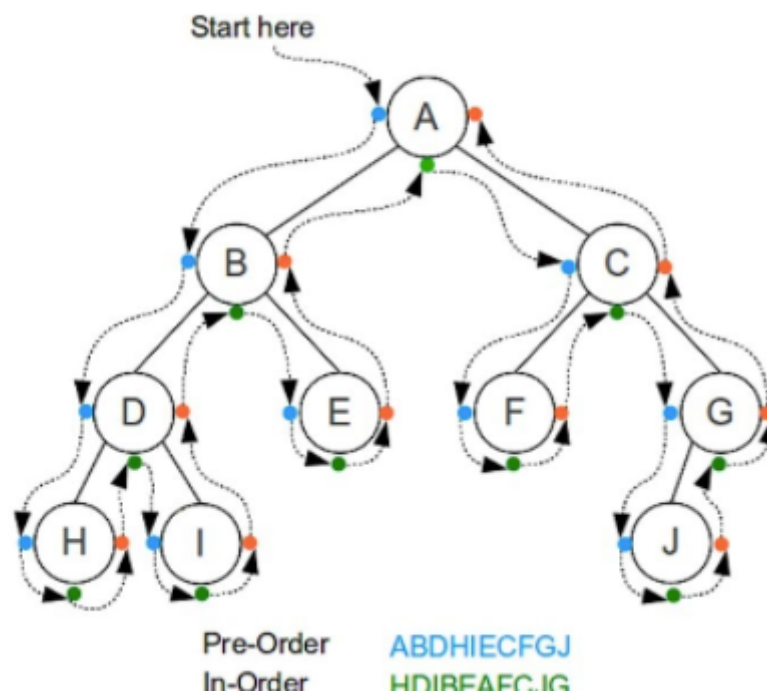 Start here
A
B
C
D
E
F
G
H
I
J
Pre-Order ABDHIECFGJ
In-Order HDIBEAFCJG